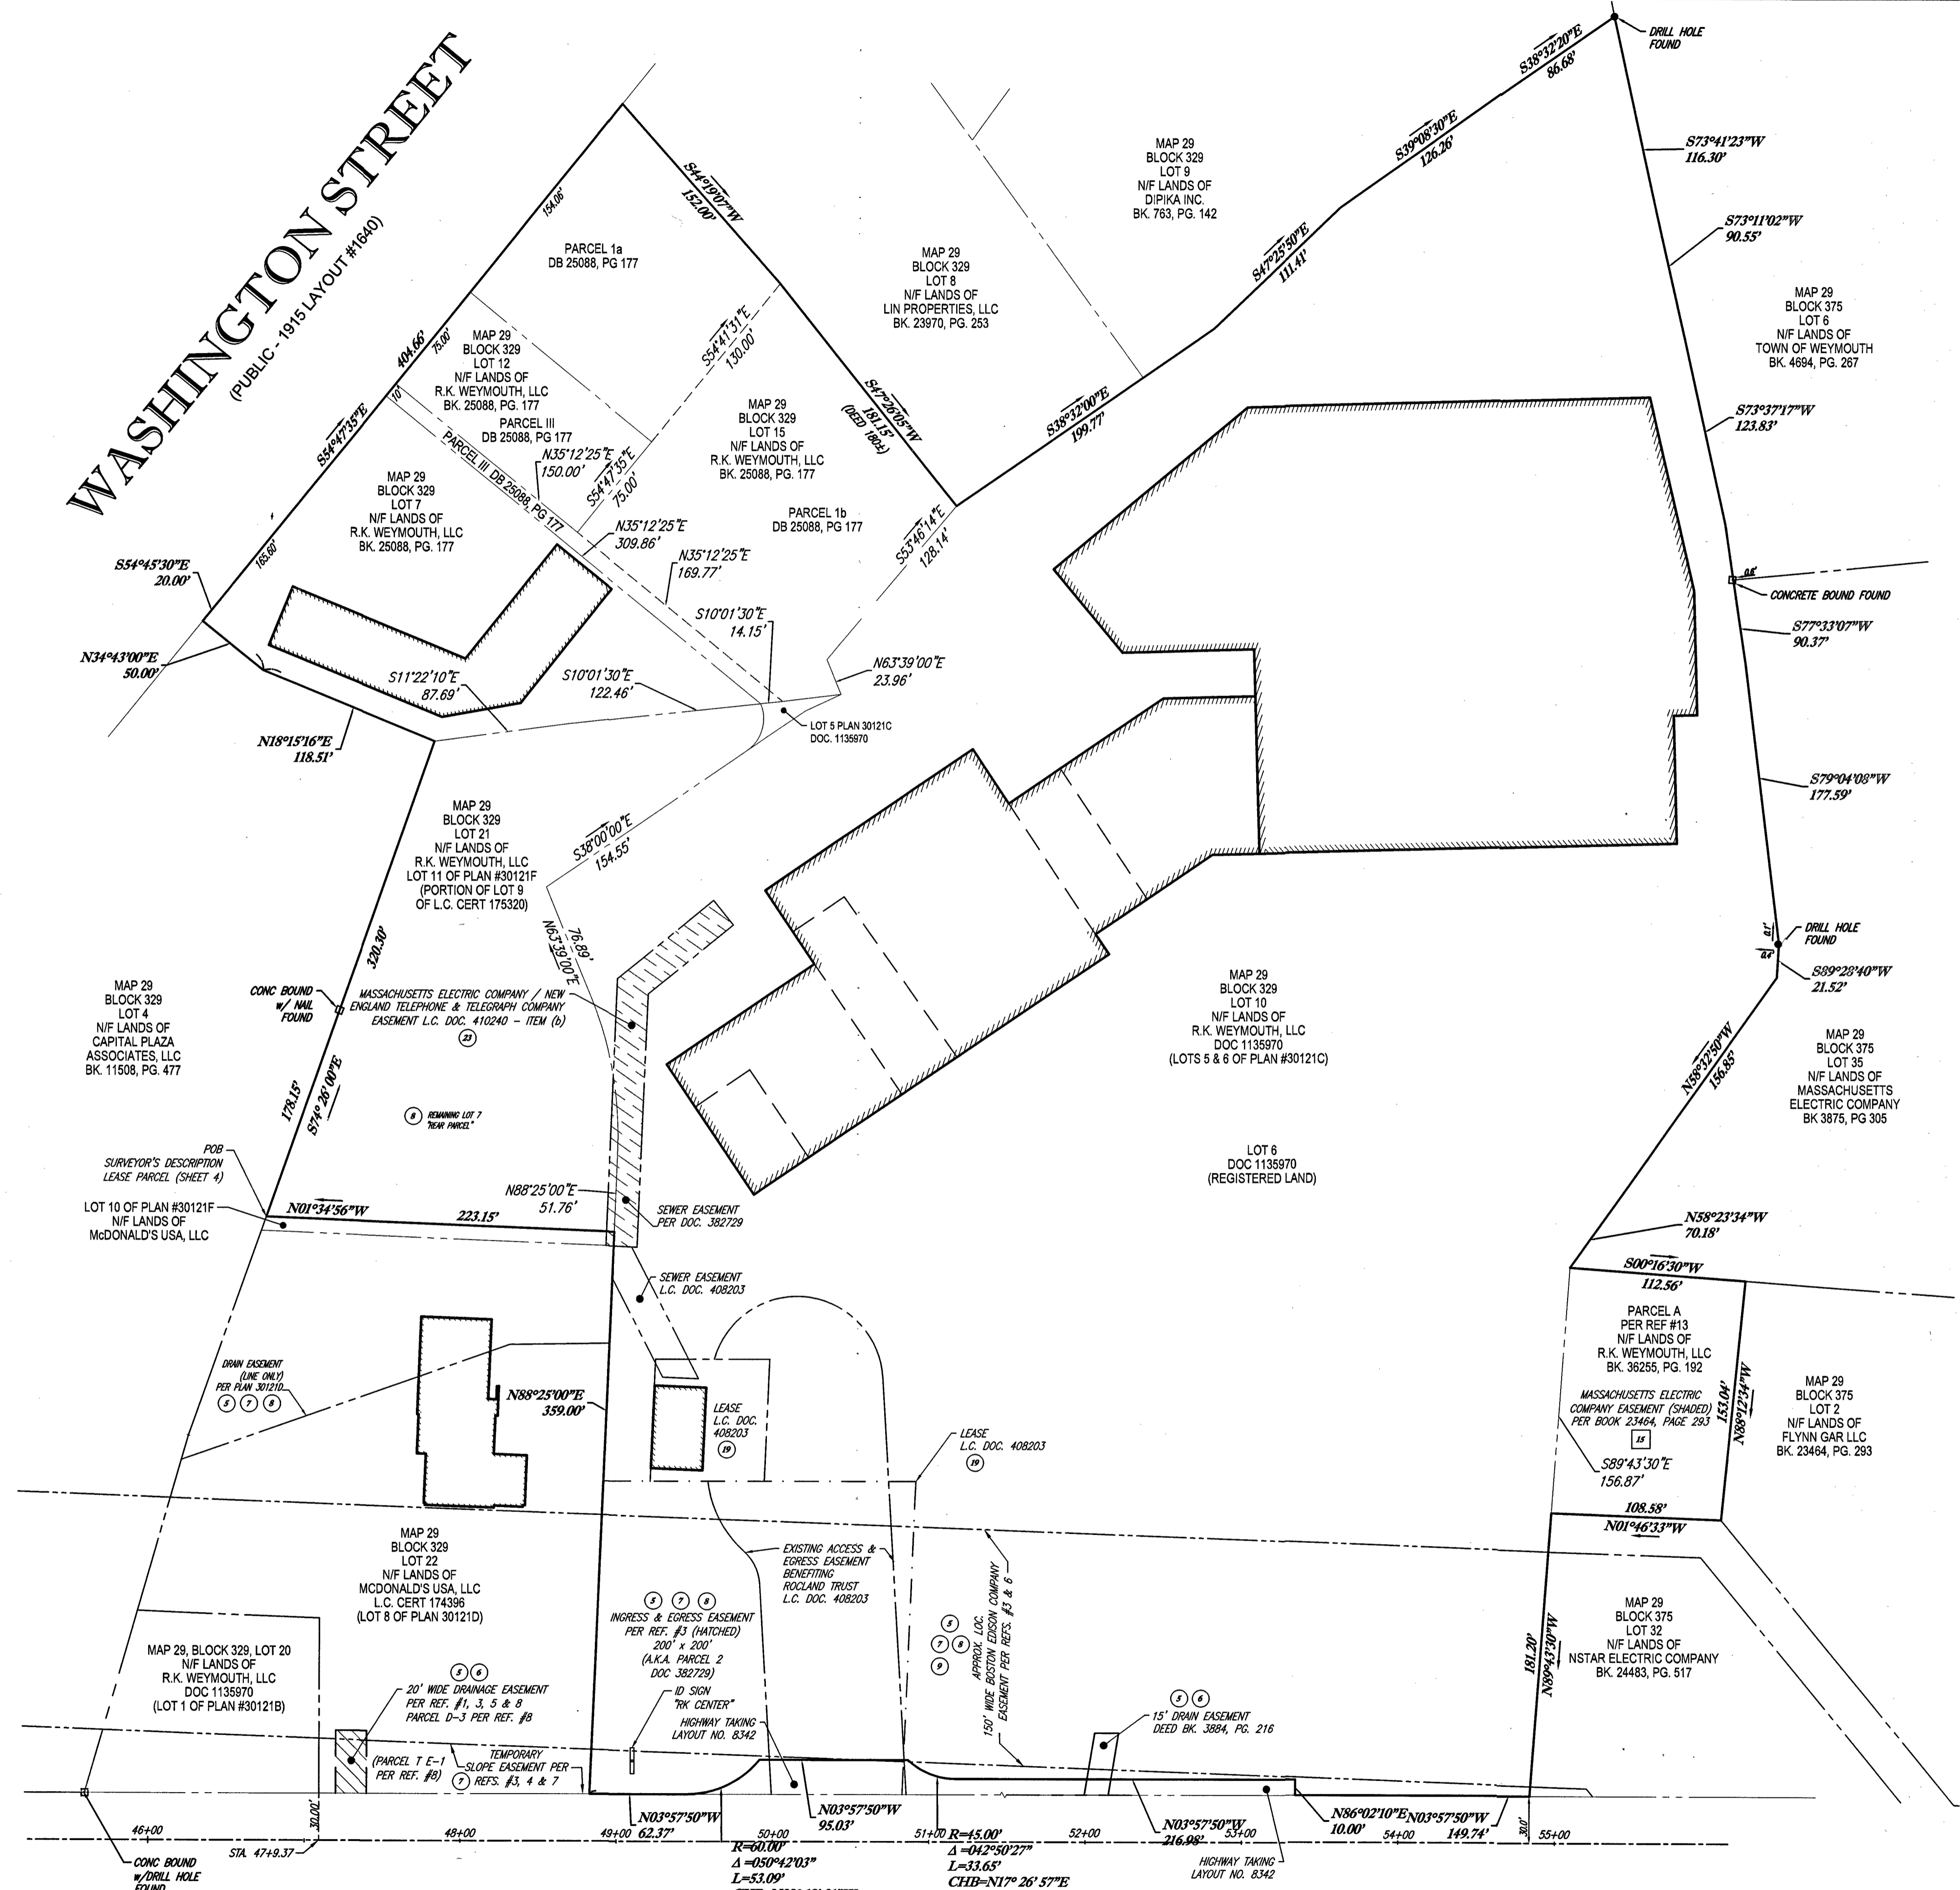 WASHINGTON STREET
(PUBLIC - 1915 LAYOUT #1640)
DRILL HOLE
FOUND
S38°32'20"E
86.68'
S39°08'30"E
126.26'
S47°25'50"E
111.41'
S38°32'00"E
199.77'
S73°41'23"W
116.30'
S73°11'02"W
90.55'
S73°37'17"W
123.83'
MAP 29
BLOCK 329
LOT 9
N/F LANDS OF
DIPIKA INC.
BK. 763, PG. 142
MAP 29
BLOCK 329
LOT 8
N/F LANDS OF
LIN PROPERTIES, LLC
BK. 23970, PG. 253
MAP 29
BLOCK 375
LOT 6
N/F LANDS OF
TOWN OF WEYMOUTH
BK. 4694, PG. 267
S44°19'07"W
152.00'
154.06'
PARCEL 1a
DB 25088, PG 177
404.66'
75.00'
S54°47'35"E
10'
MAP 29
BLOCK 329
LOT 12
N/F LANDS OF
R.K. WEYMOUTH, LLC
BK. 25088, PG. 177
PARCEL III
DB 25088, PG 177
S54°41'31"E
130.00'
S47°26'05"W
181.15'
(DEED 180±)
MAP 29
BLOCK 329
LOT 15
N/F LANDS OF
R.K. WEYMOUTH, LLC
BK. 25088, PG. 177
PARCEL III DB 25088, PG 177
N35°12'25"E
150.00'
S54°47'35"E
75.00'
MAP 29
BLOCK 329
LOT 7
N/F LANDS OF
R.K. WEYMOUTH, LLC
BK. 25088, PG. 177
PARCEL 1b
DB 25088, PG 177
N35°12'25"E
309.86'
N35°12'25"E
169.77'
S53°46'14"E
128.14'
165.60'
S54°45'30"E
20.00'
N34°43'00"E
50.00'
S10°01'30"E
14.15'
S11°22'10"E
87.69'
S10°01'30"E
122.46'
N63°39'00"E
23.96'
LOT 5 PLAN 30121C
DOC. 1135970
N18°15'16"E
118.51'
0.6'
CONCRETE BOUND FOUND
S77°33'07"W
90.37'
S79°04'08"W
177.59'
MAP 29
BLOCK 329
LOT 21
N/F LANDS OF
R.K. WEYMOUTH, LLC
LOT 11 OF PLAN #30121F
(PORTION OF LOT 9
OF L.C. CERT 175320)
S38°00'00"E
154.55'
76.89'
N63°39'00"E
320.30'
0.1'
0.4'
DRILL HOLE
FOUND
S89°28'40"W
21.52'
MAP 29
BLOCK 329
LOT 4
N/F LANDS OF
CAPITAL PLAZA
ASSOCIATES, LLC
BK. 11508, PG. 477
CONC BOUND
w/ NAIL
FOUND
MASSACHUSETTS ELECTRIC COMPANY / NEW
ENGLAND TELEPHONE & TELEGRAPH COMPANY
EASEMENT L.C. DOC. 410240 - ITEM (b)
23
MAP 29
BLOCK 329
LOT 10
N/F LANDS OF
R.K. WEYMOUTH, LLC
DOC 1135970
(LOTS 5 & 6 OF PLAN #30121C)
MAP 29
BLOCK 375
LOT 35
N/F LANDS OF
MASSACHUSETTS
ELECTRIC COMPANY
BK 3875, PG 305
N58°32'50"W
156.85'
178.15'
S74°26'00"E
8 REMAINING LOT 7
"REAR PARCEL"
POB
SURVEYOR'S DESCRIPTION
LEASE PARCEL (SHEET 4)
LOT 10 OF PLAN #30121F
N/F LANDS OF
McDONALD'S USA, LLC
N01°34'56"W
223.15'
N88°25'00"E
51.76'
SEWER EASEMENT
PER DOC. 382729
LOT 6
DOC 1135970
(REGISTERED LAND)
N58°23'34"W
70.18'
S00°16'30"W
112.56'
SEWER EASEMENT
L.C. DOC. 408203
PARCEL A
PER REF #13
N/F LANDS OF
R.K. WEYMOUTH, LLC
BK. 36255, PG. 192
MASSACHUSETTS ELECTRIC
COMPANY EASEMENT (SHADED)
PER BOOK 23464, PAGE 293
15
S89°43'30"E
156.87'
153.04'
N88°12'34"W
MAP 29
BLOCK 375
LOT 2
N/F LANDS OF
FLYNN GAR LLC
BK. 23464, PG. 293
DRAIN EASEMENT
(LINE ONLY)
PER PLAN 30121D
5 7 8
N88°25'00"E
359.00'
LEASE
L.C. DOC.
408203
19
LEASE
L.C. DOC. 408203
19
108.58'
N01°46'33"W
MAP 29
BLOCK 329
LOT 22
N/F LANDS OF
MCDONALD'S USA, LLC
L.C. CERT 174396
(LOT 8 OF PLAN 30121D)
EXISTING ACCESS &
EGRESS EASEMENT
BENEFITING
ROCLAND TRUST
L.C. DOC. 408203
5 7 8
INGRESS & EGRESS EASEMENT
PER REF. #3 (HATCHED)
200' x 200'
(A.K.A. PARCEL 2
DOC 382729)
ID SIGN
"RK CENTER"
HIGHWAY TAKING
LAYOUT NO. 8342
5
7 8
9
APPROX. LOC.
150' WIDE BOSTON EDISON COMPANY
EASEMENT PER REFS. #3 & 6
MAP 29
BLOCK 375
LOT 32
N/F LANDS OF
NSTAR ELECTRIC COMPANY
BK. 24483, PG. 517
181.20'
N89°43'30"W
MAP 29, BLOCK 329, LOT 20
N/F LANDS OF
R.K. WEYMOUTH, LLC
DOC 1135970
(LOT 1 OF PLAN #30121B)
5 6
20' WIDE DRAINAGE EASEMENT
PER REF. #1, 3, 5 & 8
PARCEL D-3 PER REF. #8
5 6
15' DRAIN EASEMENT
DEED BK. 3884, PG. 216
(PARCEL T E-1
PER REF. #8)
TEMPORARY
SLOPE EASEMENT PER
7 REFS. #3, 4 & 7
30.00'
N03°57'50"W
62.37'
N03°57'50"W
95.03'
N03°57'50"W
216.98'
N86°02'10"E
10.00'
N03°57'50"W
149.74'
30.0'
46+00
48+00
49+00
50+00
51+00
52+00
53+00
54+00
55+00
STA. 47+9.37
CONC BOUND
w/DRILL HOLE
FOUND
R=60.00'
Δ=050°42'03"
L=53.09'
R=45.00'
Δ=042°50'27"
L=33.65'
CHB=N17° 26' 57"E
HIGHWAY TAKING
LAYOUT NO. 8342